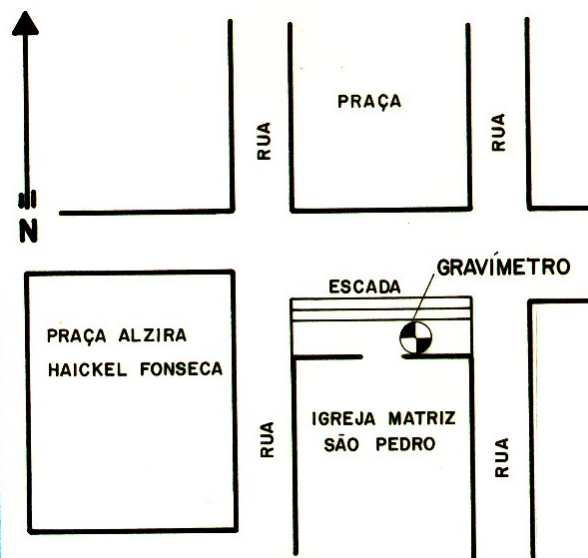 PRAÇA
RUA
RUA
N
GRAVÍMETRO
ESCADA
PRAÇA ALZIRA
HAICKEL FONSECA
IGREJA MATRIZ
SÃO PEDRO
RUA
RUA